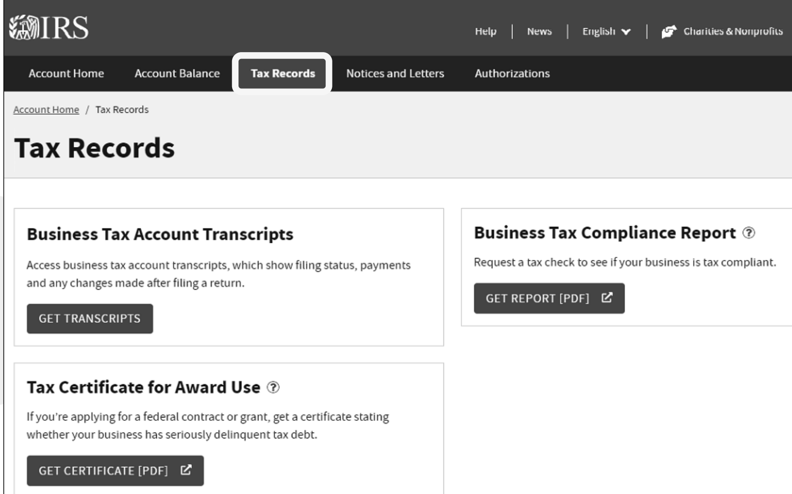 IRS
Help
News
English
Charities & Nonprofits
Account Home
Account Balance
Tax Records
Notices and Letters
Authorizations
Account Home / Tax Records
Tax Records
Business Tax Account Transcripts
Access business tax account transcripts, which show filing status, payments
and any changes made after filing a return.
GET TRANSCRIPTS
Business Tax Compliance Report ?
Request a tax check to see if your business is tax compliant.
GET REPORT [PDF]
Tax Certificate for Award Use ?
If you're applying for a federal contract or grant, get a certificate stating
whether your business has seriously delinquent tax debt.
GET CERTIFICATE [PDF]